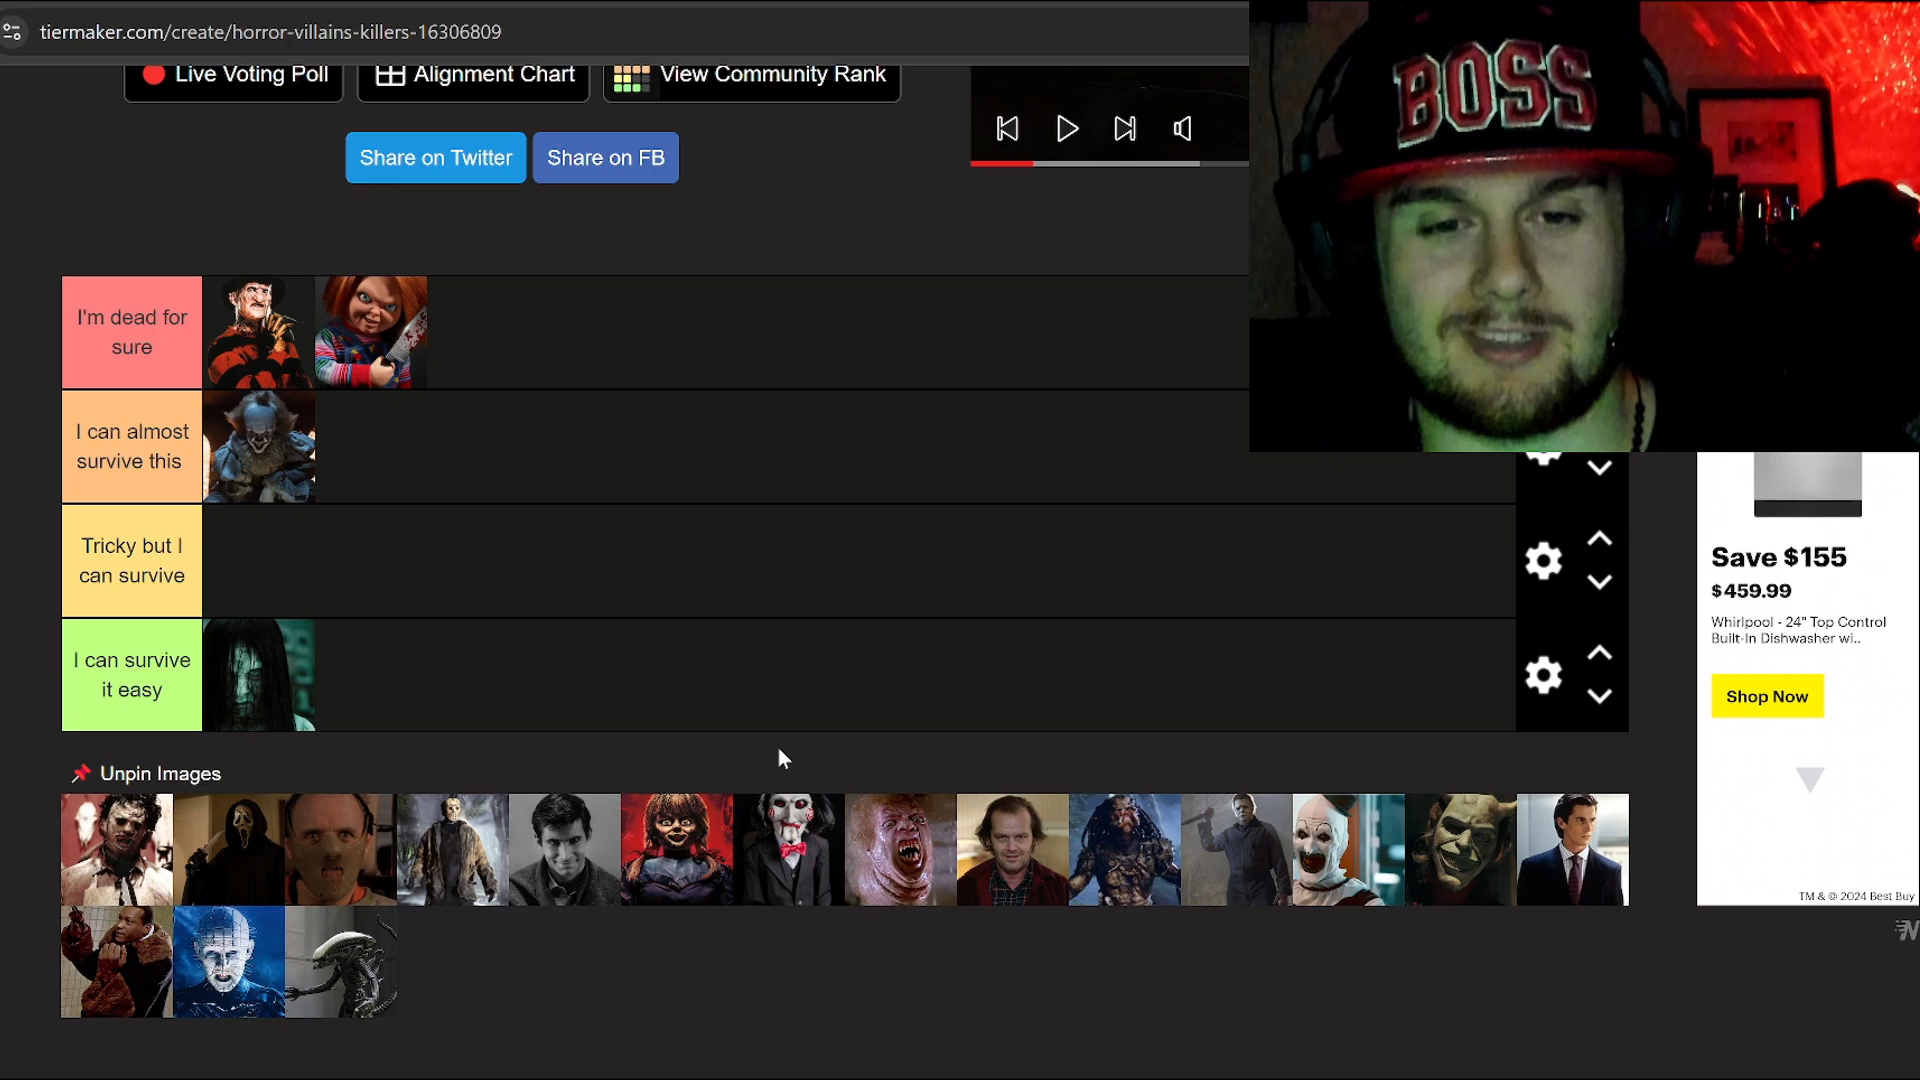 tiermaker.com/create/horror-villains-killers-16306809
Live Voting Poll
Alignment Chart
View Community Rank
BOSS
Share on Twitter
Share on FB
I'm dead for
sure
I can almost
survive this
Tricky but I
can survive
I can survive
it easy
Save $155
$459.99
Whirlpool - 24" Top Control
Built-In Dishwasher wi..
Shop Now
TM & © 2024 Best Buy
Unpin Images